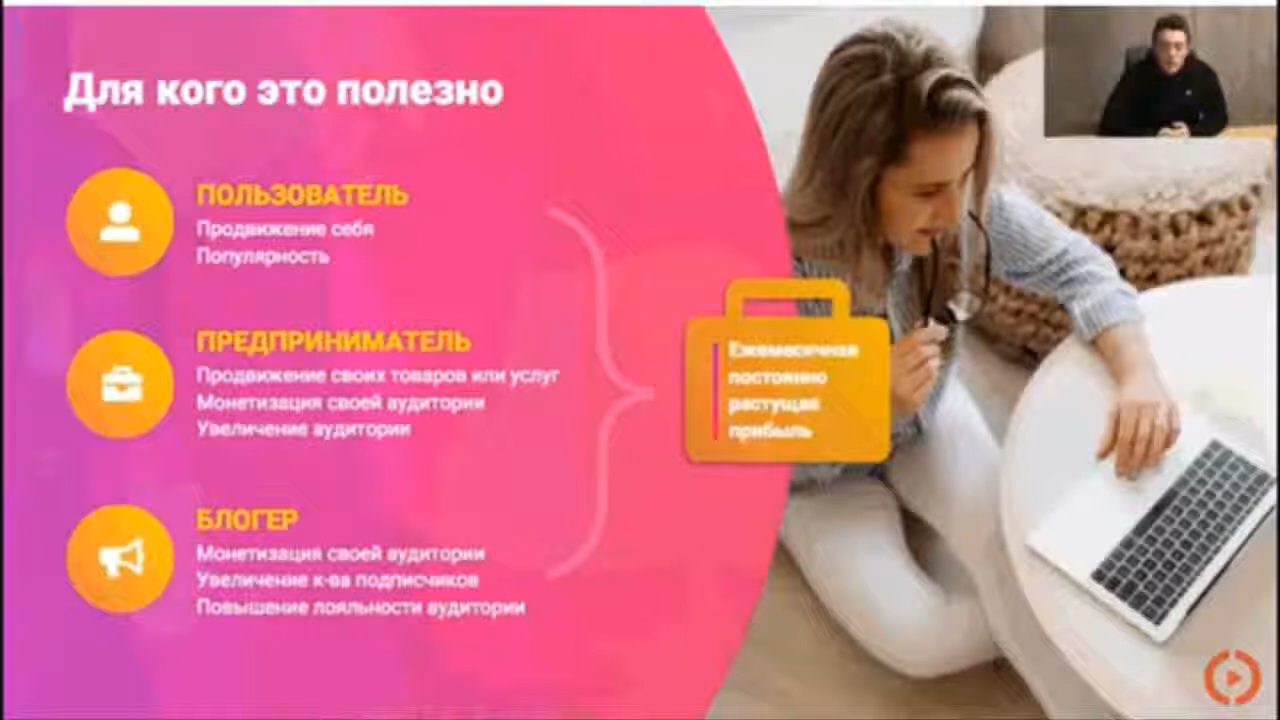 Для кого это полезно
ПОЛЬЗОВАТЕЛЬ
Продвижение себя
Популярность
ПРЕДПРИНИМАТЕЛЬ
Продвижение своих товаров или услуг
Монетизация своей аудитории
Увеличение аудитории
БЛОГЕР
Монетизация своей аудитории
Увеличение к-ва подписчиков
Повышение лояльности аудитории
Ежемесячная
постоянно
растущая
прибыль